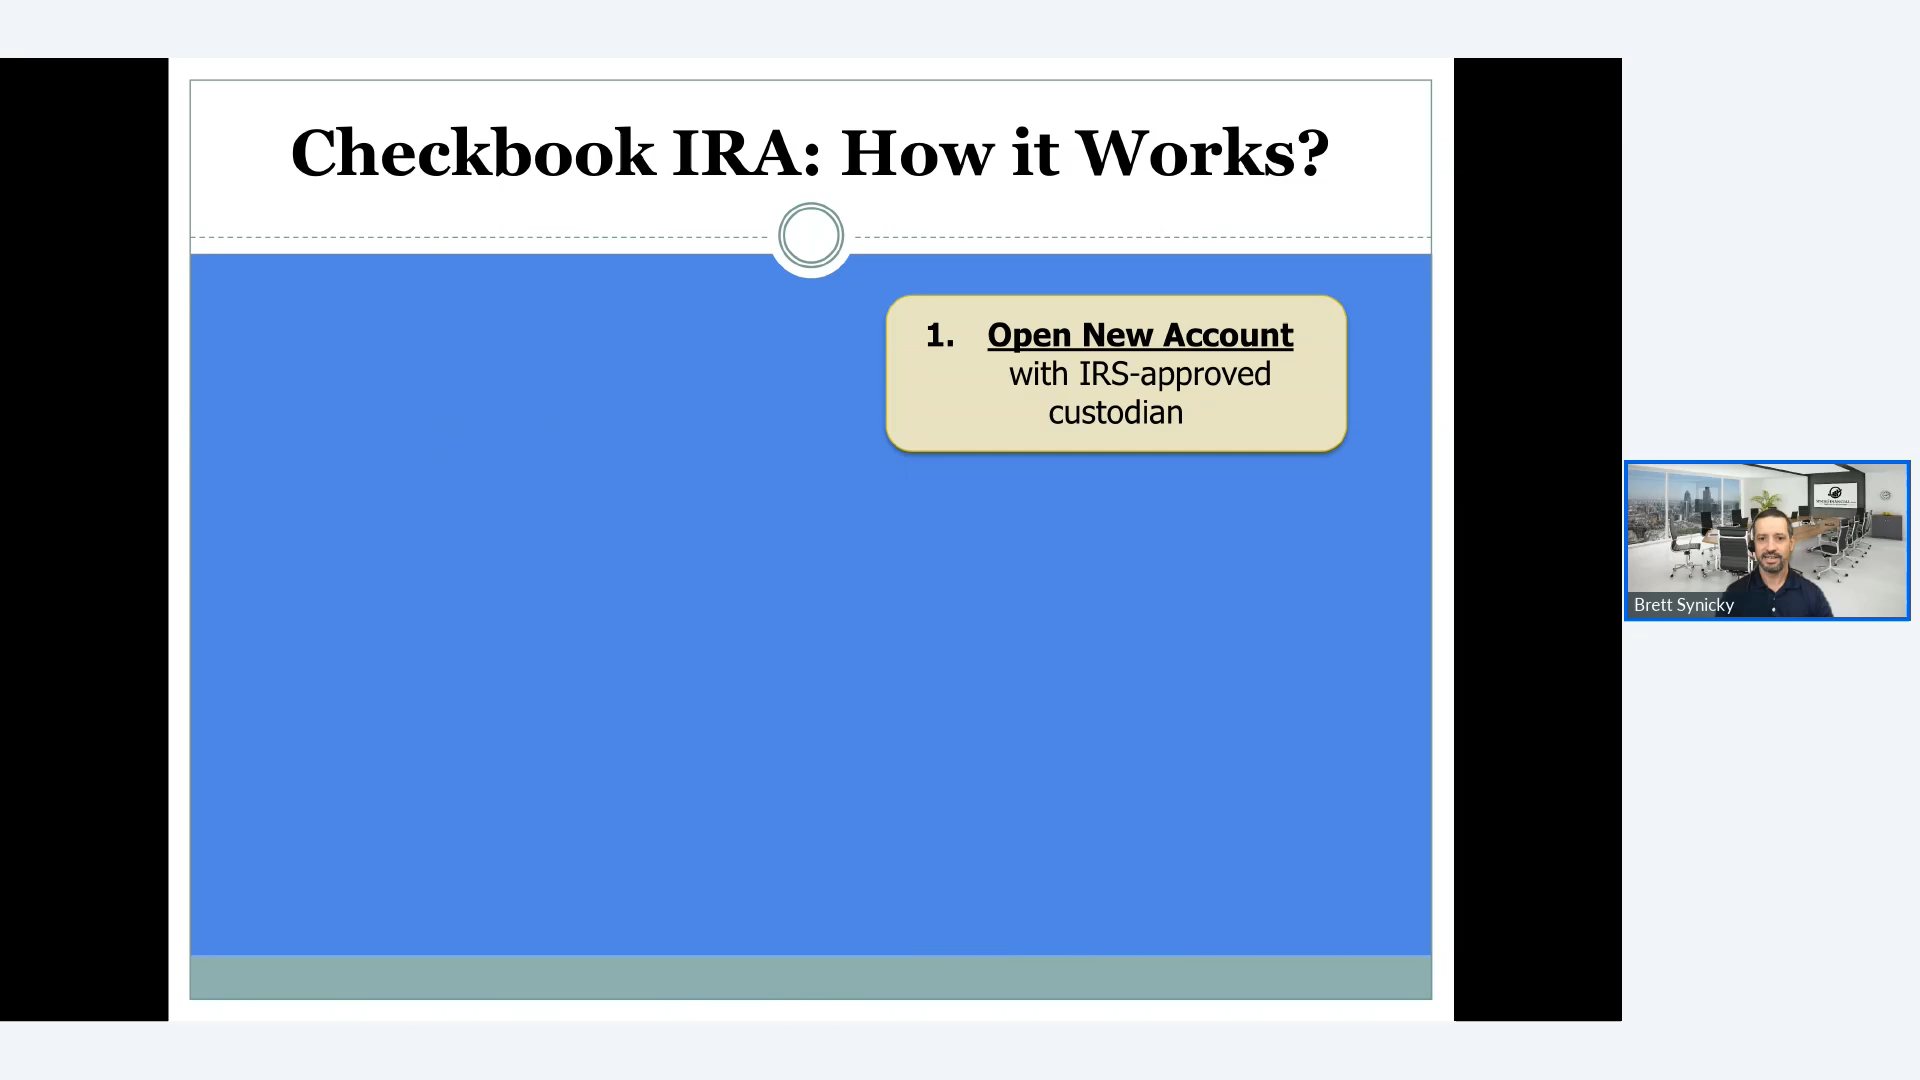 Checkbook IRA: How it Works?
1. Open New Account
with IRS-approved
custodian
Brett Synicky